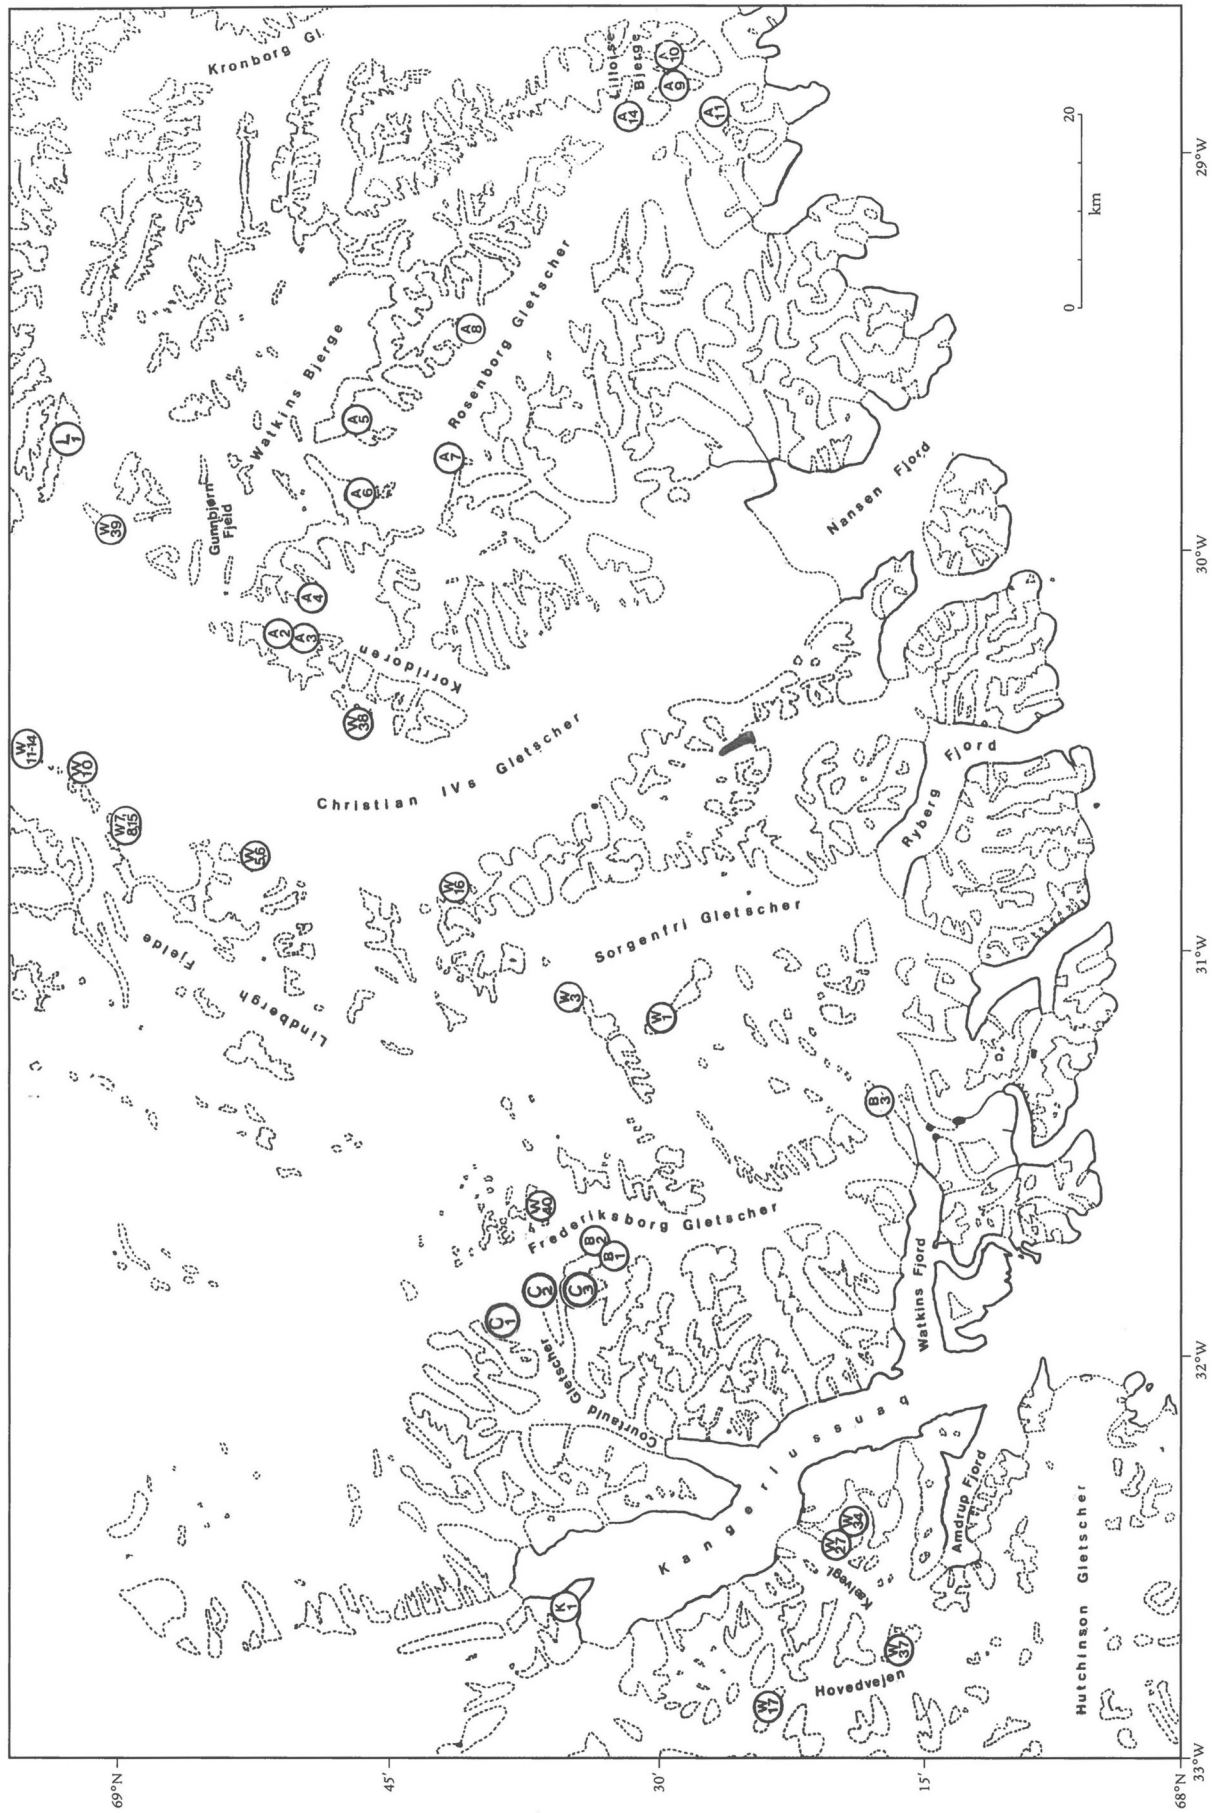 Kronborg Gl.
Lilloise
Bjerge
A
10
A
9
A
14
A
11
20
km
0
29°W
Rosenborg Gletscher
A
8
Watkins Bjerge
A
5
A
7
A
6
L
1
W
39
Gunnbjørn
Fjeld
Nansen Fjord
30°W
A
4
A
2
A
3
Korridoren
W
38
W
11-14
W
10
W7,
8,15
W
5,6
Christian IVs Gletscher
Ryberg Fjord
W
16
Sorgenfri Gletscher
31°W
Lindbergh
Fjelde
W
3
W
1
B
3
W
40
Frederiksborg Gletscher
B
2
B
1
C
2
C
3
C
1
Watkins Fjord
32°W
Courtauld Gletscher
Kangerlussuaq
Amdrup Fjord
W
34
W
27
Kælvegl.
K
1
W
37
Hovedvejen
W
17
Hutchinson Gletscher
33°W
69°N
45'
30'
15'
68°N